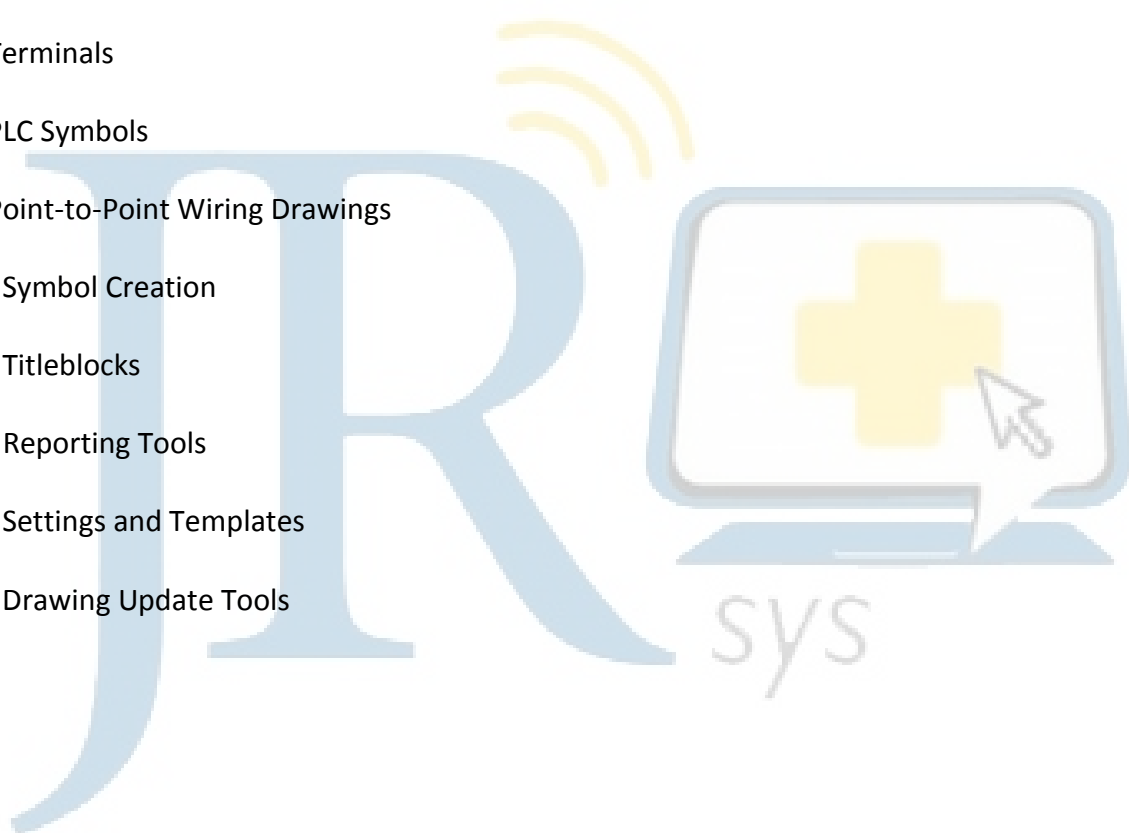 Terminals
PLC Symbols
Point-to-Point Wiring Drawings
Symbol Creation
Titleblocks
Reporting Tools
Settings and Templates
Drawing Update Tools
JR
sys